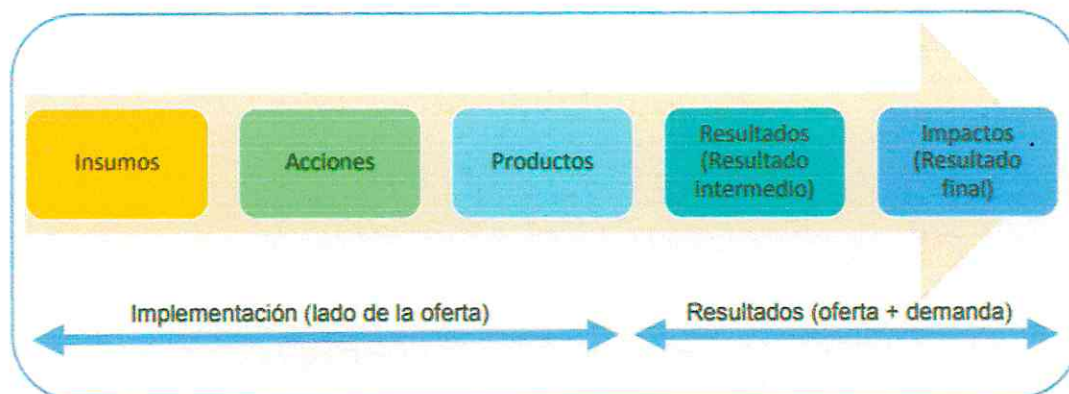 Insumos
Acciones
Productos
Resultados
(Resultado
intermedio)
Impactos
(Resultado
final)
Implementación (lado de la oferta)
Resultados (oferta + demanda)